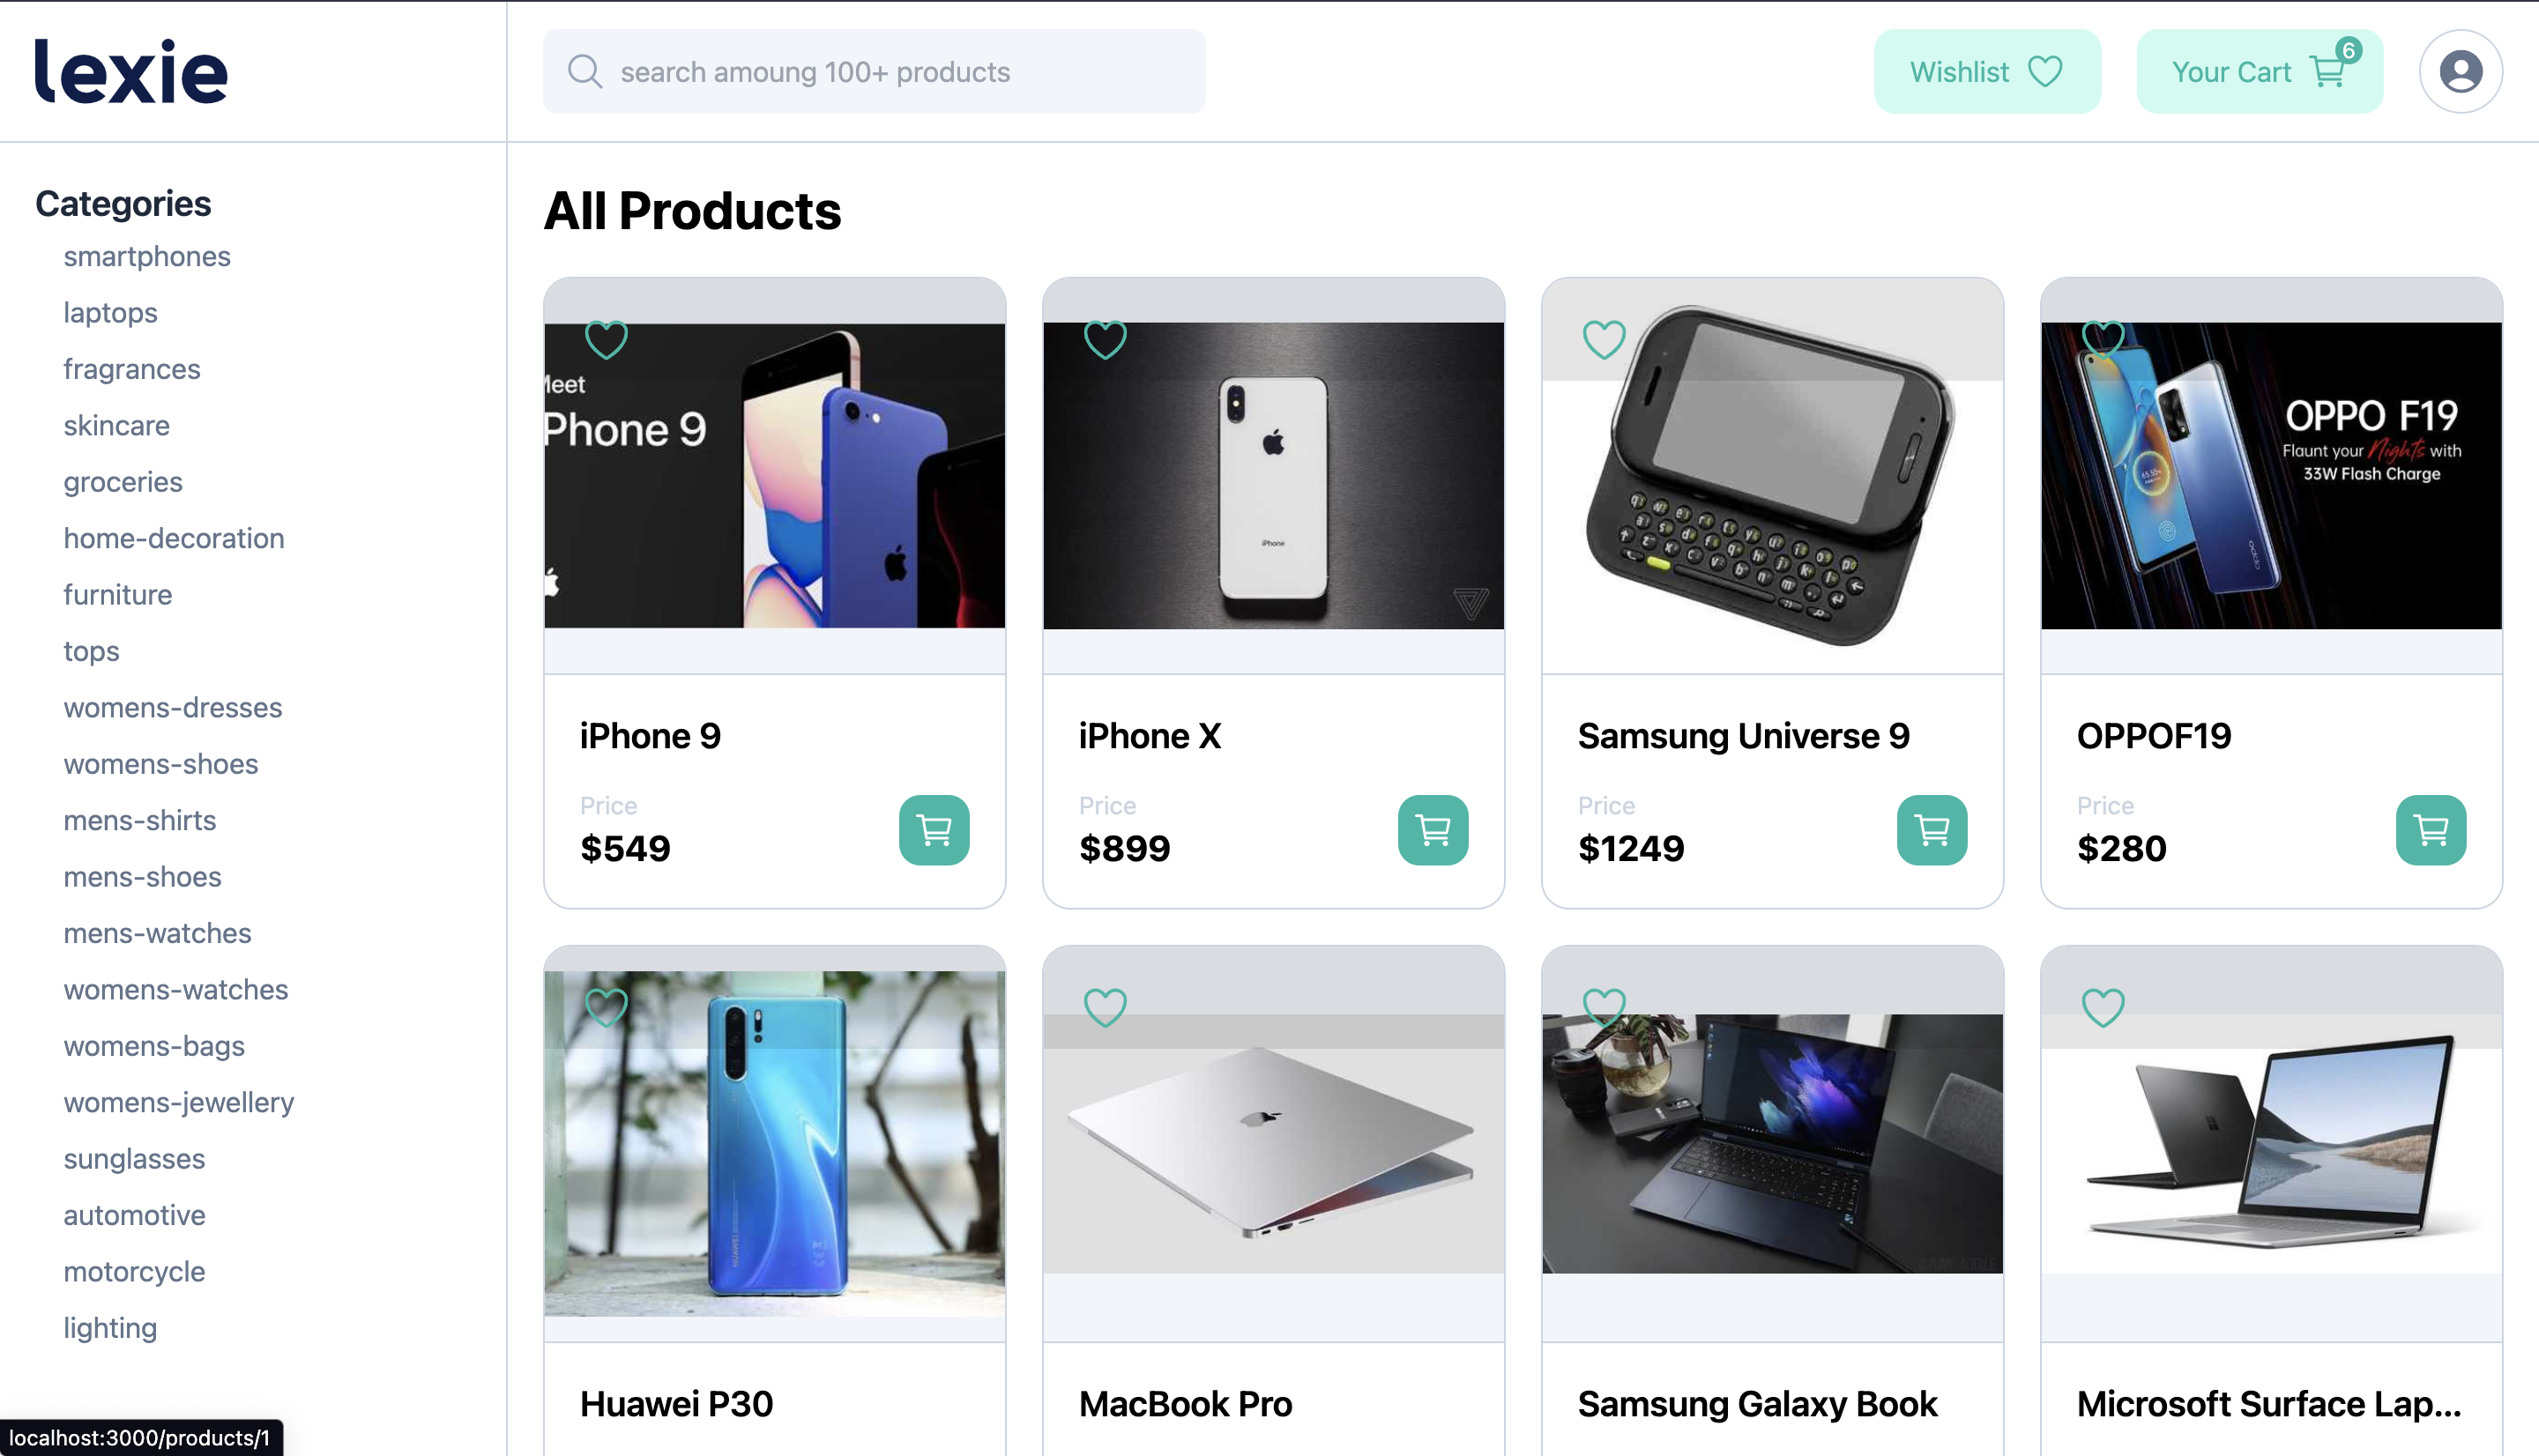 lexie
search amoung 100+ products
Wishlist
Your Cart
6
Categories
smartphones
laptops
fragrances
skincare
groceries
home-decoration
furniture
tops
womens-dresses
womens-shoes
mens-shirts
mens-shoes
mens-watches
womens-watches
womens-bags
womens-jewellery
sunglasses
automotive
motorcycle
lighting
All Products
Phone 9
iPhone
OPPO F19
Flaunt your Nights with
33W Flash Charge
iPhone 9
iPhone X
Samsung Universe 9
OPPOF19
Price
$549
Price
$899
Price
$1249
Price
$280
HUAWEI
Huawei P30
MacBook Pro
Samsung Galaxy Book
Microsoft Surface Lap...
localhost:3000/products/1